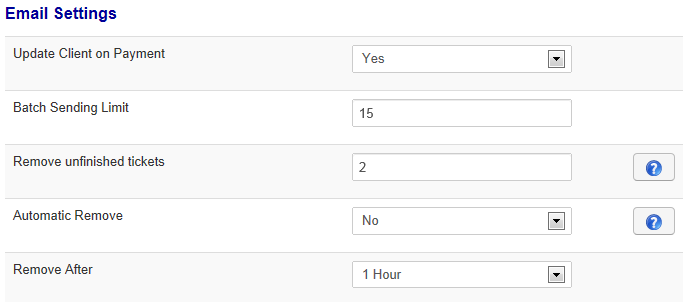 Email Settings
Update Client on Payment
Yes
Batch Sending Limit
15
Remove unfinished tickets
2
?
Automatic Remove
No
?
Remove After
1 Hour